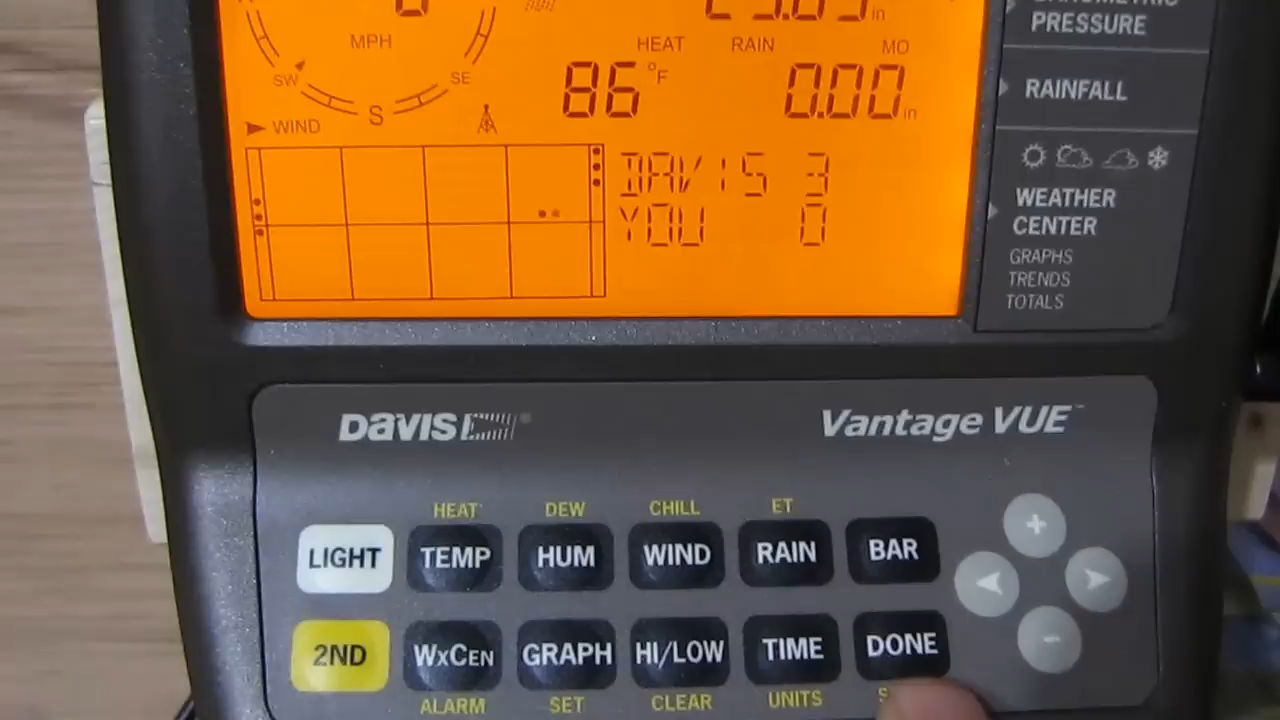 PRESSURE
MPH
HEAT RAIN MO
SW SE
86 °F 0.00 in
S
RAINFALL
WIND
DAVIS 3
YOU 0
WEATHER
CENTER
GRAPHS
TRENDS
TOTALS
DAVIS
Vantage VUE™
HEAT DEW CHILL ET
LIGHT TEMP HUM WIND RAIN BAR
+
2ND WXCEN GRAPH HI/LOW TIME DONE
-
ALARM SET CLEAR UNITS